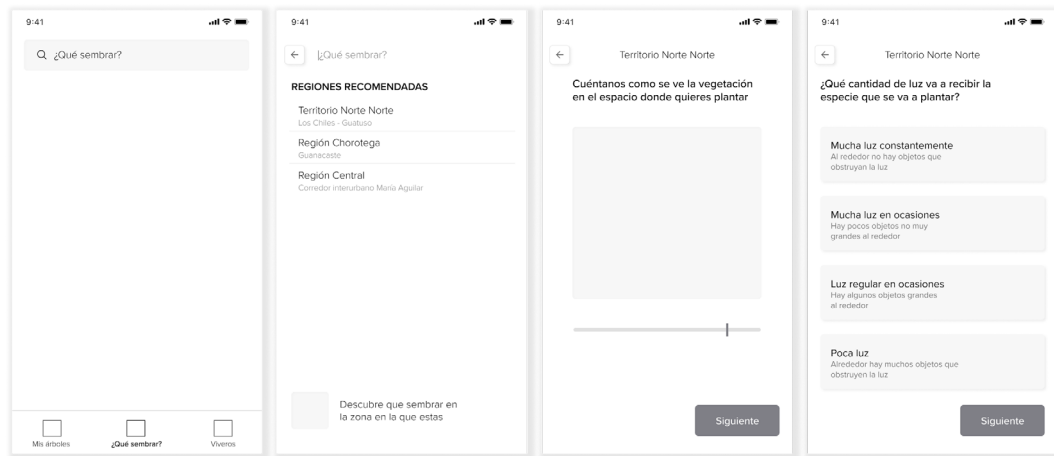 9:41
¿Qué sembrar?
Mis árboles
¿Qué sembrar?
Viveros
9:41
¿Qué sembrar?
REGIONES RECOMENDADAS
Territorio Norte Norte
Los Chiles - Guatuso
Región Chorotega
Guanacaste
Región Central
Corredor interurbano María Aguilar
Descubre que sembrar en
la zona en la que estas
9:41
Territorio Norte Norte
Cuéntanos como se ve la vegetación
en el espacio donde quieres plantar
Siguiente
9:41
Territorio Norte Norte
¿Qué cantidad de luz va a recibir la
especie que se va a plantar?
Mucha luz constantemente
Al rededor no hay objetos que
obstruyan la luz
Mucha luz en ocasiones
Hay pocos objetos no muy
grandes al rededor
Luz regular en ocasiones
Hay algunos objetos grandes
al rededor
Poca luz
Alrededor hay muchos objetos que
obstruyen la luz
Siguiente